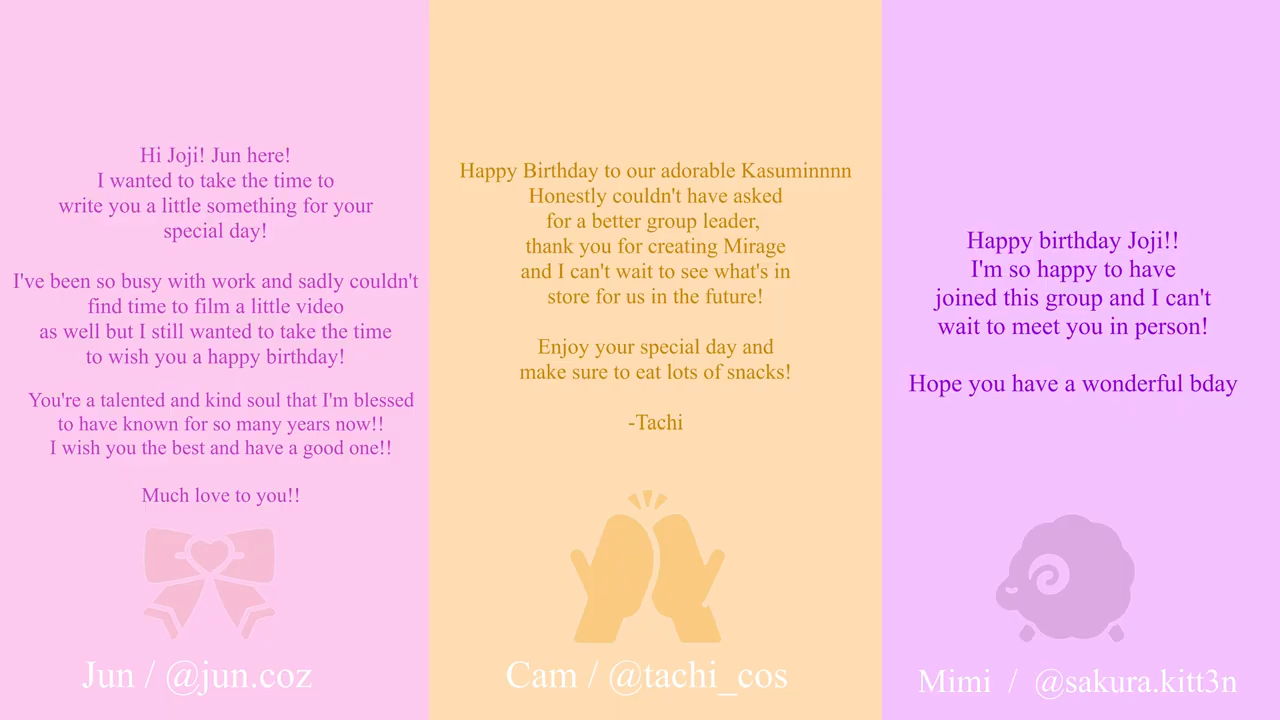 Hi Joji! Jun here!
I wanted to take the time to
write you a little something for your
special day!
I've been so busy with work and sadly couldn't
find time to film a little video
as well but I still wanted to take the time
to wish you a happy birthday!
You're a talented and kind soul that I'm blessed
to have known for so many years now!!
I wish you the best and have a good one!!
Much love to you!!
Jun / @jun.coz
Happy Birthday to our adorable Kasuminnnn
Honestly couldn't have asked
for a better group leader,
thank you for creating Mirage
and I can't wait to see what's in
store for us in the future!
Enjoy your special day and
make sure to eat lots of snacks!
-Tachi
Cam / @tachi_cos
Happy birthday Joji!!
I'm so happy to have
joined this group and I can't
wait to meet you in person!
Hope you have a wonderful bday
Mimi / @sakura.kitt3n